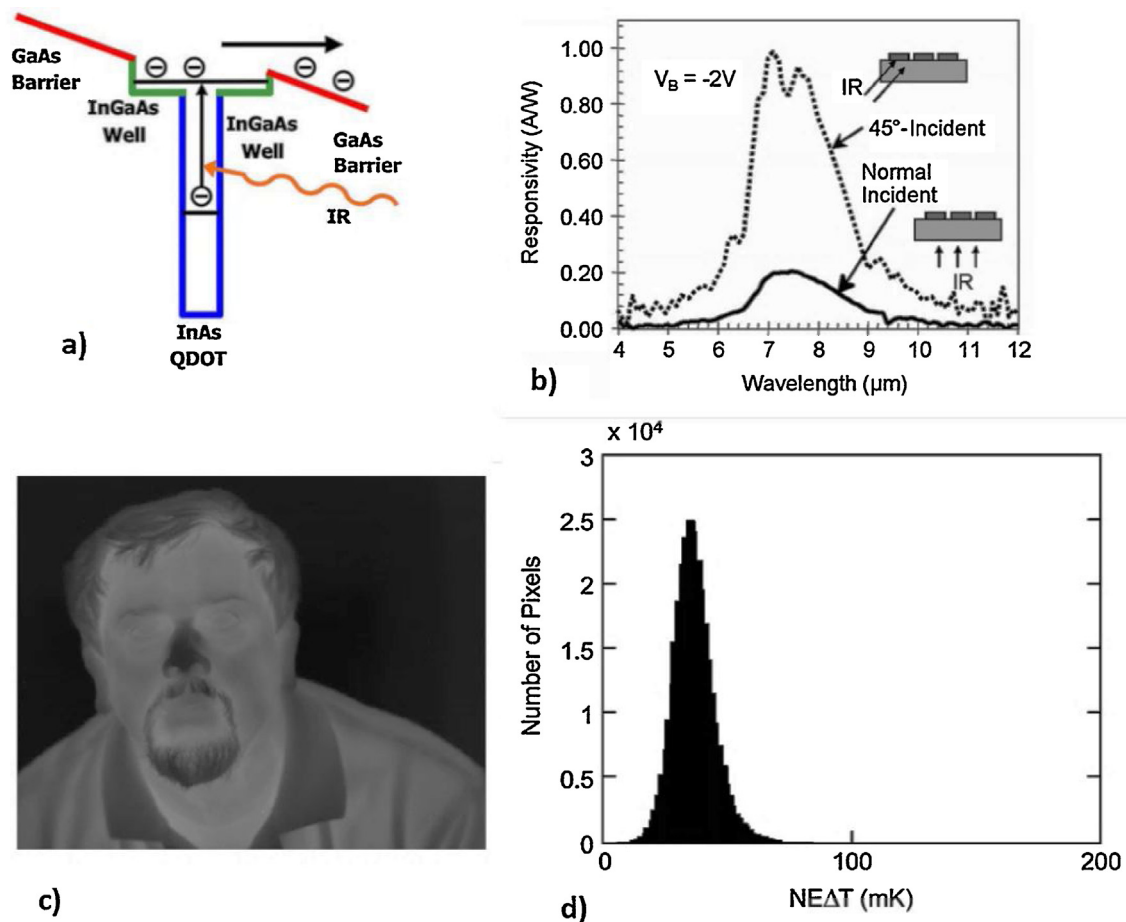 GaAs
Barrier
InGaAs
Well
InGaAs
Well
GaAs
Barrier
IR
InAs
QDOT
a)
Responsivity (A/W)
1.00
0.80
0.60
0.40
0.20
0.00
V_B = -2V
IR
45°-Incident
Normal
Incident
IR
4 5 6 7 8 9 10 11 12
Wavelength (µm)
b)
c)
x 10⁴
Number of Pixels
3
2.5
2
1.5
1
0.5
0
0 100 200
NEΔT (mK)
d)